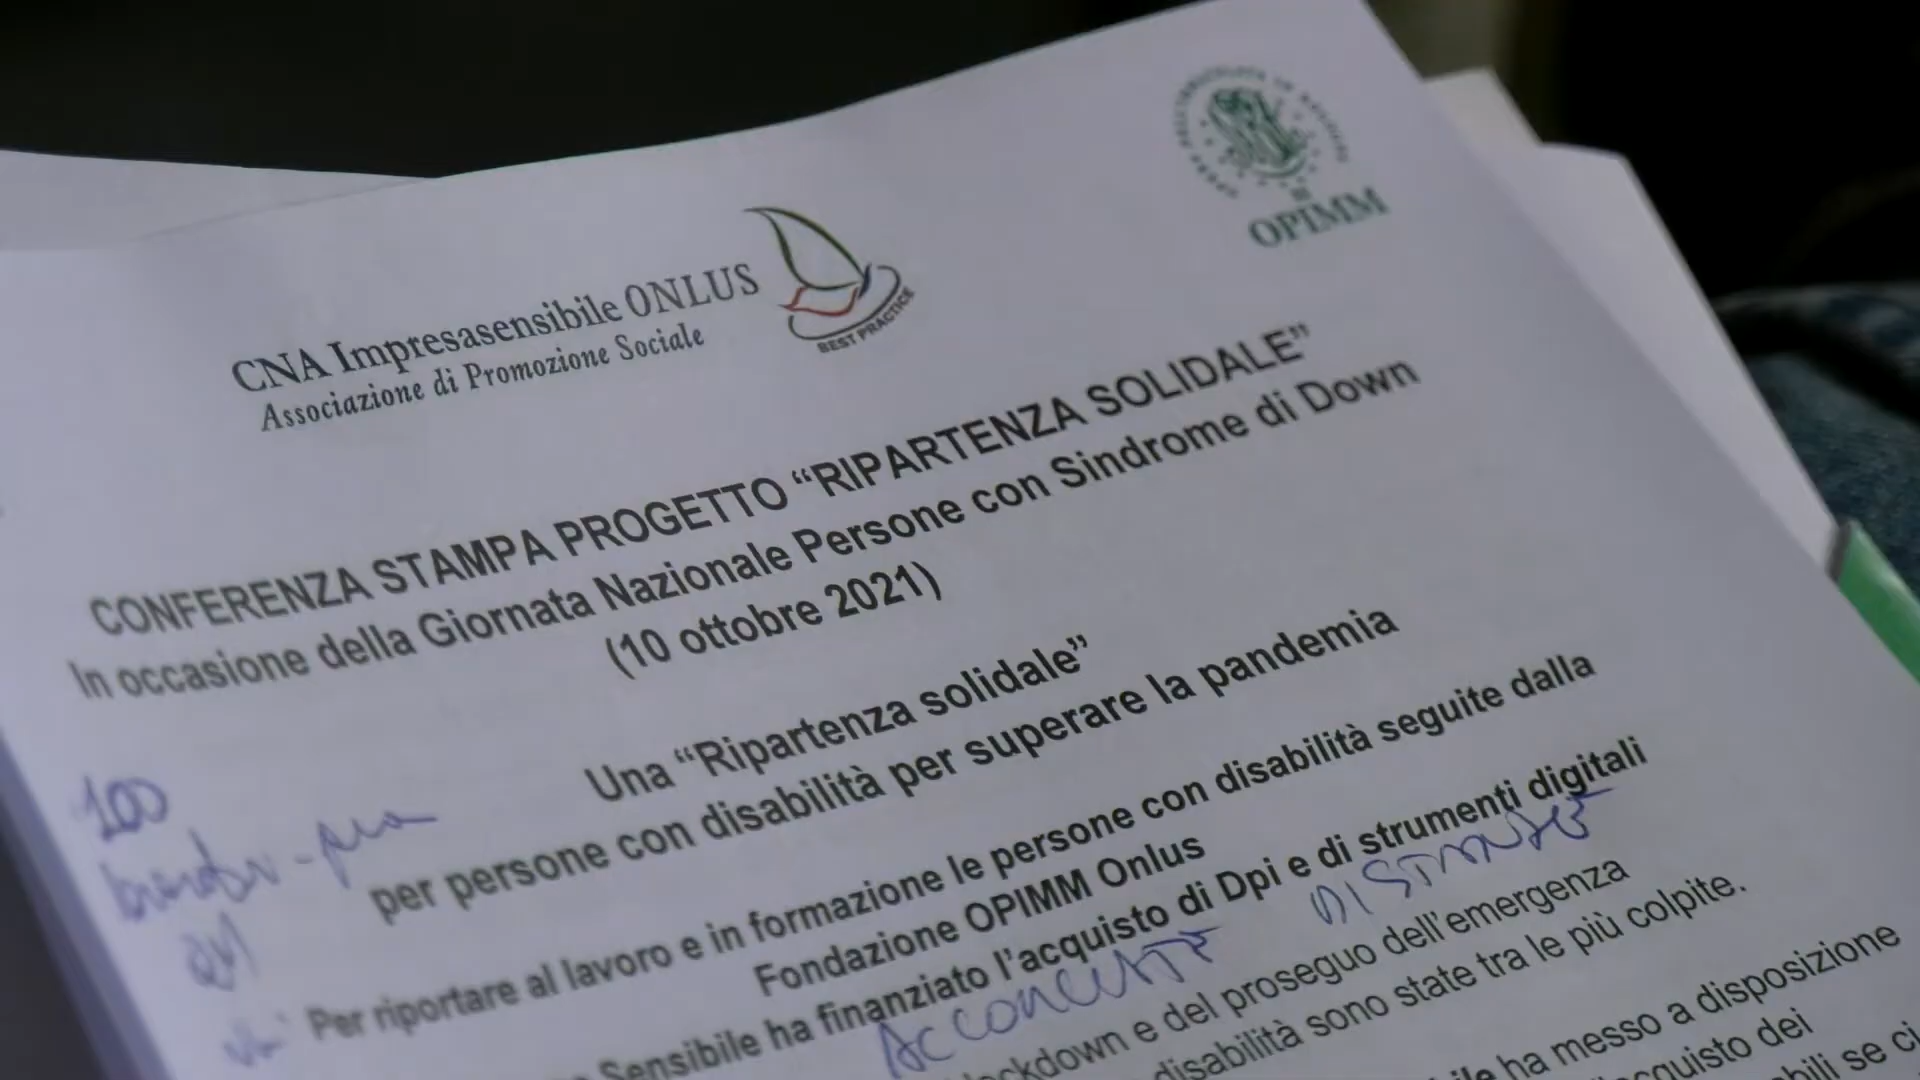 OPIMM
CNA Impresasensibile ONLUS
Associazione di Promozione Sociale
BEST PRACTICE
CONFERENZA STAMPA PROGETTO “RIPARTENZA SOLIDALE”
In occasione della Giornata Nazionale Persone con Sindrome di Down
(10 ottobre 2021)
Una “Ripartenza solidale”
per persone con disabilità per superare la pandemia
100
Per riportare al lavoro e in formazione le persone con disabilità seguite dalla
Fondazione OPIMM Onlus
Sensibile ha finanziato l’acquisto di Dpi e di strumenti digitali
lockdown e del proseguo dell’emergenza
disabilità sono state tra le più colpite.
ha messo a disposizione
acquisto dei
se ci